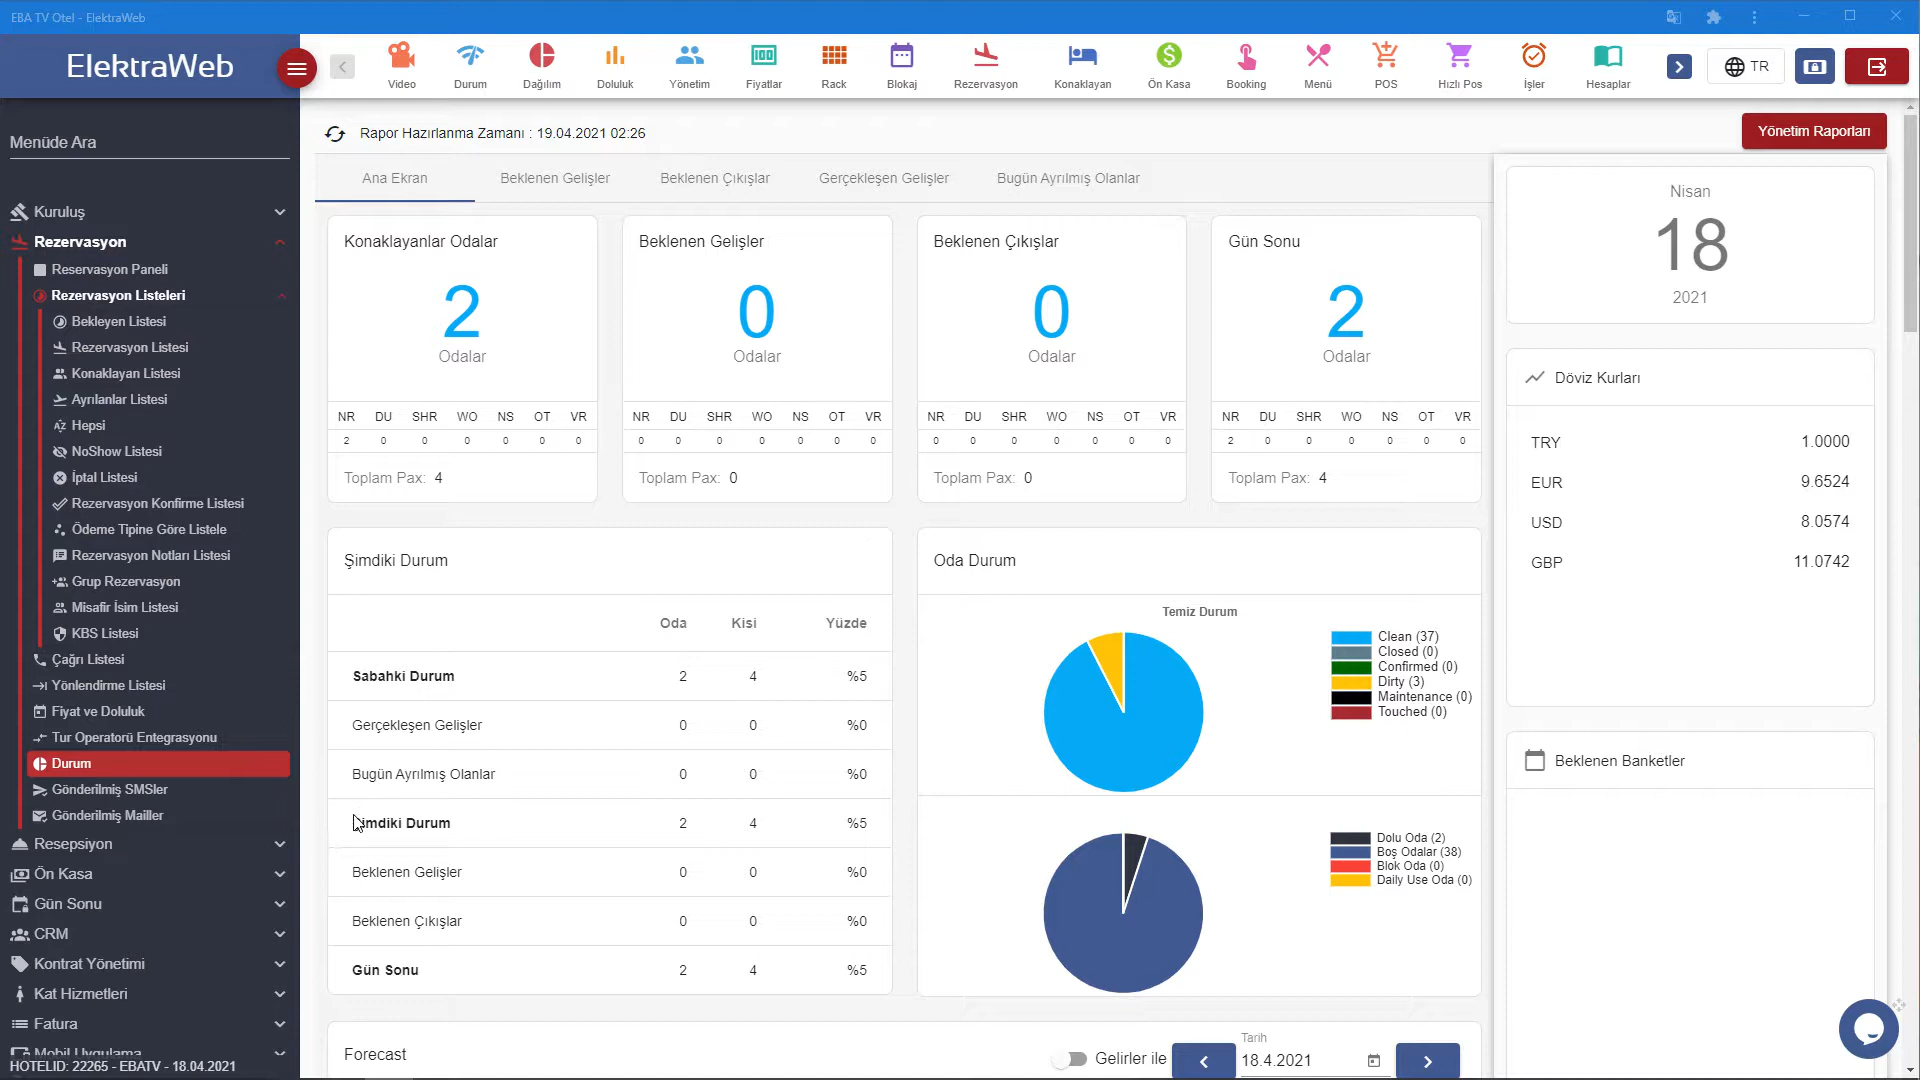 EBA TV Otel - ElektraWeb
ElektraWeb
Video
Durum
Dağılım
Doluluk
Yönetim
Fiyatlar
Rack
Blokaj
Rezervasyon
Konaklayan
Ön Kasa
Booking
Menü
POS
Hızlı Pos
İşler
Hesaplar
TR
Menüde Ara
Kuruluş
Rezervasyon
Reservasyon Paneli
Rezervasyon Listeleri
Bekleyen Listesi
Rezervasyon Listesi
Konaklayan Listesi
Ayrılanlar Listesi
Hepsi
NoShow Listesi
İptal Listesi
Rezervasyon Konfirme Listesi
Ödeme Tipine Göre Listele
Rezervasyon Notları Listesi
Grup Rezervasyon
Misafir İsim Listesi
KBS Listesi
Çağrı Listesi
Yönlendirme Listesi
Fiyat ve Doluluk
Tur Operatorü Entegrasyonu
Durum
Gönderilmiş SMSler
Gönderilmiş Mailler
Resepsiyon
Ön Kasa
Gün Sonu
CRM
Kontrat Yönetimi
Kat Hizmetleri
Fatura
Mobil Uygulama
HOTELID: 22265 - EBATV - 18.04.2021
Rapor Hazırlanma Zamanı : 19.04.2021 02:26
Yönetim Raporları
Ana Ekran
Beklenen Gelişler
Beklenen Çıkışlar
Gerçekleşen Gelişler
Bugün Ayrılmış Olanlar
Konaklayanlar Odalar
2
Odalar
NR DU SHR WO NS OT VR
2 0 0 0 0 0 0
Toplam Pax: 4
Beklenen Gelişler
0
Odalar
NR DU SHR WO NS OT VR
0 0 0 0 0 0 0
Toplam Pax: 0
Beklenen Çıkışlar
0
Odalar
NR DU SHR WO NS OT VR
0 0 0 0 0 0 0
Toplam Pax: 0
Gün Sonu
2
Odalar
NR DU SHR WO NS OT VR
2 0 0 0 0 0 0
Toplam Pax: 4
Şimdiki Durum
Oda Kisi Yüzde
Sabahki Durum 2 4 %5
Gerçekleşen Gelişler 0 0 %0
Bugün Ayrılmış Olanlar 0 0 %0
Şimdiki Durum 2 4 %5
Beklenen Gelişler 0 0 %0
Beklenen Çıkışlar 0 0 %0
Gün Sonu 2 4 %5
Oda Durum
Temiz Durum
Clean (37)
Closed (0)
Confirmed (0)
Dirty (3)
Maintenance (0)
Touched (0)
Dolu Oda (2)
Boş Odalar (38)
Blok Oda (0)
Daily Use Oda (0)
Forecast
Gelirler ile
Tarih
18.4.2021
Nisan
18
2021
Döviz Kurları
TRY 1.0000
EUR 9.6524
USD 8.0574
GBP 11.0742
Beklenen Banketler